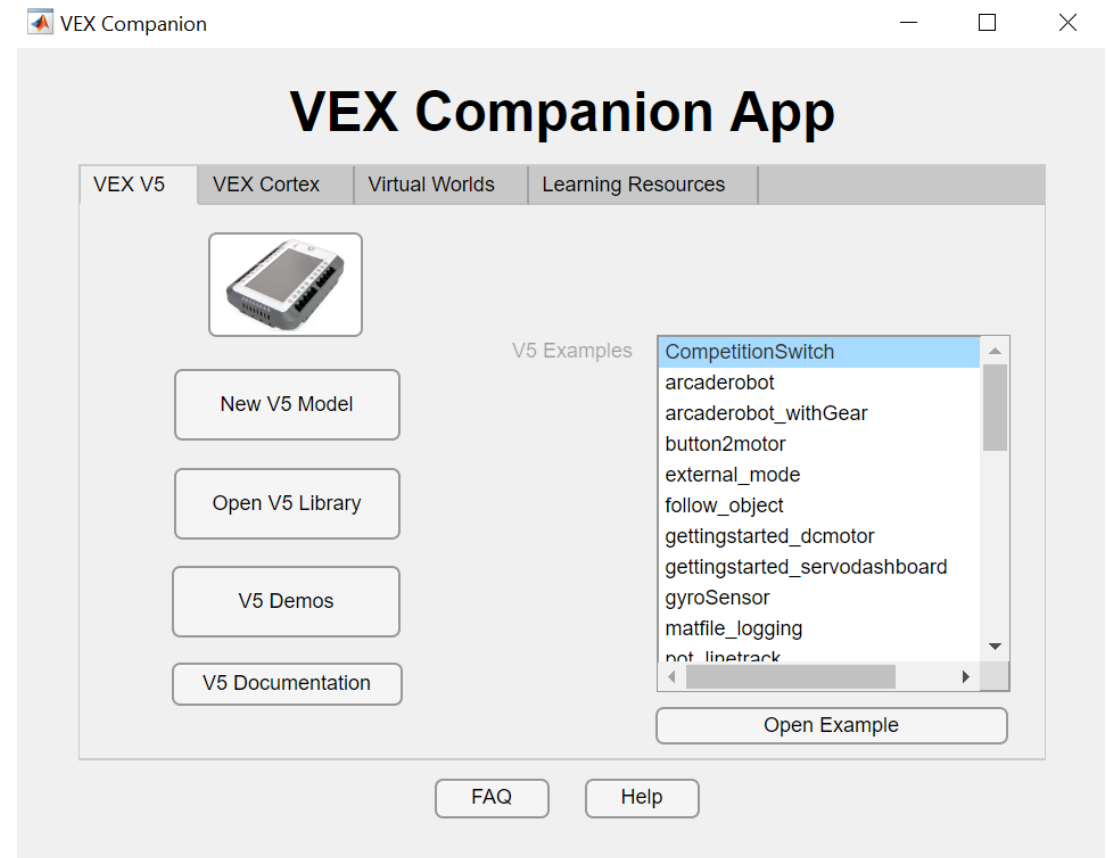 VEX Companion
VEX Companion App
VEX V5
VEX Cortex
Virtual Worlds
Learning Resources
New V5 Model
Open V5 Library
V5 Demos
V5 Documentation
V5 Examples
CompetitionSwitch
arcaderobot
arcaderobot_withGear
button2motor
external_mode
follow_object
gettingstarted_dcmotor
gettingstarted_servodashboard
gyroSensor
matfile_logging
pot_linetrack
Open Example
FAQ
Help